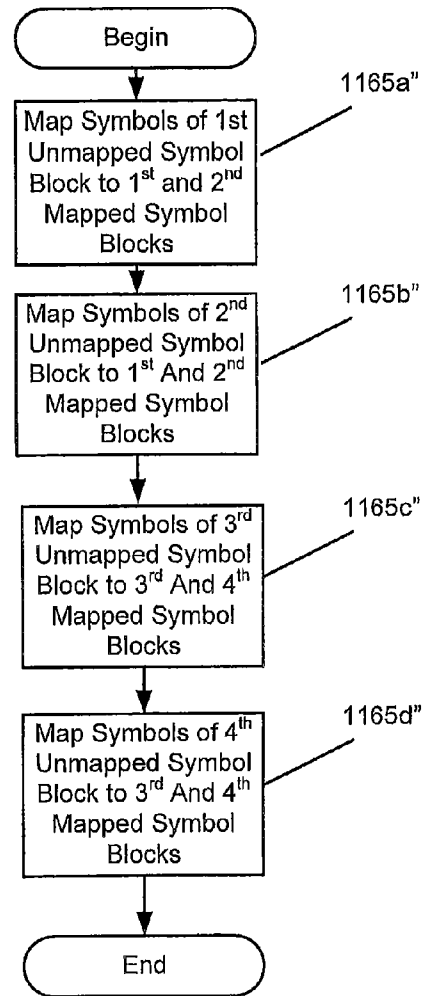 Begin
1165a"
Map Symbols of 1st
Unmapped Symbol
Block to 1st and 2nd
Mapped Symbol
Blocks
1165b"
Map Symbols of 2nd
Unmapped Symbol
Block to 1st And 2nd
Mapped Symbol
Blocks
1165c"
Map Symbols of 3rd
Unmapped Symbol
Block to 3rd And 4th
Mapped Symbol
Blocks
1165d"
Map Symbols of 4th
Unmapped Symbol
Block to 3rd And 4th
Mapped Symbol
Blocks
End